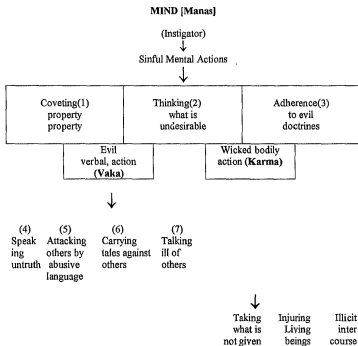 MIND [Manas]
(Instigator)
Sinful Mental Actions
Coveting(1)
property
property
Thinking(2)
what is
undesirable
Adherence(3)
to evil
doctrines
Evil
verbal, action
(Vaka)
Wicked bodily
action (Karma)
(4)
Speak
ing
untruth
(5)
Attacking
others by
abusive
language
(6)
Carrying
tales against
others
(7)
Talking
ill of
others
Taking
what is
not given
Injuring
Living
beings
Illicit
inter
course